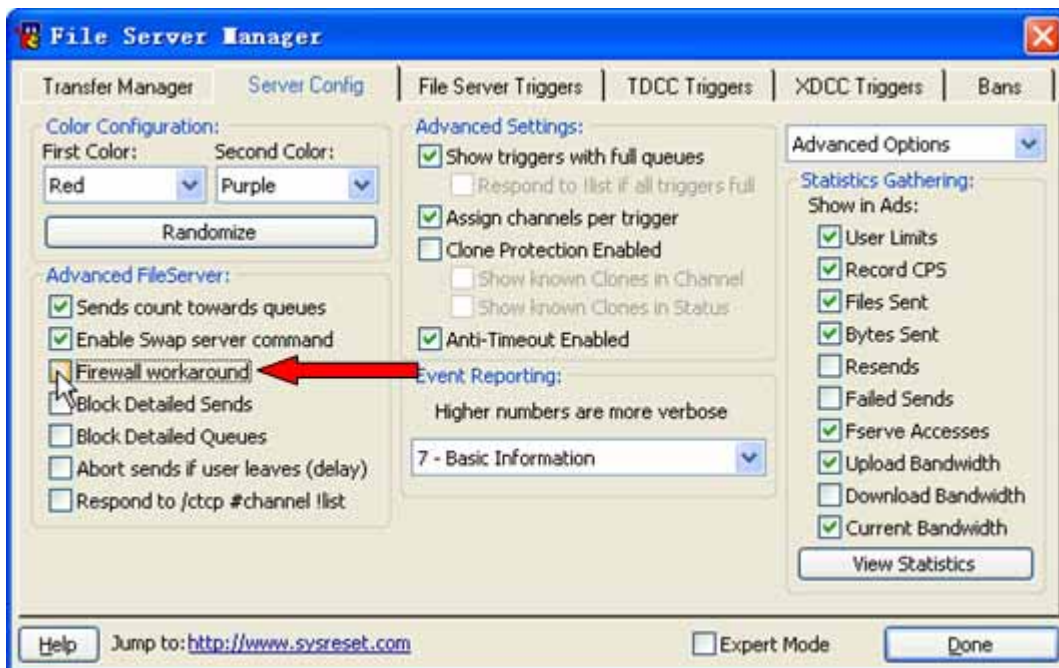 File Server Manager
Transfer Manager
Server Config
File Server Triggers
TDCC Triggers
XDCC Triggers
Bans
Color Configuration:
First Color:
Second Color:
Red
Purple
Randomize
Advanced FileServer:
Sends count towards queues
Enable Swap server command
Firewall workaround
Block Detailed Sends
Block Detailed Queues
Abort sends if user leaves (delay)
Respond to /ctcp #channel !list
Advanced Settings:
Show triggers with full queues
Respond to !list if all triggers full
Assign channels per trigger
Clone Protection Enabled
Show known Clones in Channel
Show known Clones in Status
Anti-Timeout Enabled
Event Reporting:
Higher numbers are more verbose
7 - Basic Information
Advanced Options
Statistics Gathering:
Show in Ads:
User Limits
Record CPS
Files Sent
Bytes Sent
Resends
Failed Sends
Fserve Accesses
Upload Bandwidth
Download Bandwidth
Current Bandwidth
View Statistics
Help
Jump to: http://www.sysreset.com
Expert Mode
Done